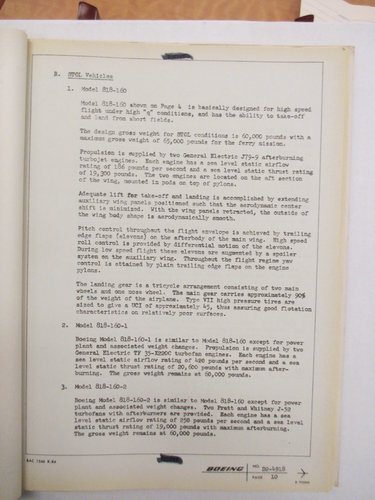 B. STOL Vehicles
1. Model 818-160
Model 818-160 shown on Page 4 is basically designed for high speed
flight under high "q" conditions, and has the ability to take-off
and land from short fields.
The design gross weight for STOL conditions is 60,000 pounds with a
maximum gross weight of 65,000 pounds for the ferry mission.
Propulsion is supplied by two General Electric J79-9 afterburning
turbojet engines. Each engine has a sea level static airflow
rating of 186 pounds per second and a sea level static thrust rating
of 19,300 pounds. The two engines are located on the aft section
of the wing, mounted in pods on top of pylons.
Adequate lift for take-off and landing is accomplished by extending
auxiliary wing panels positioned such that the aerodynamic center
shift is minimized. With the wing panels retracted, the outside of
the wing body shape is aerodynamically smooth.
Pitch control throughout the flight envelope is achieved by trailing
edge flaps (elevons) on the afterbody of the main wing. High speed
roll control is provided by differential motion of the elevons.
During low speed flight these elevons are augmented by a spoiler
system on the auxiliary wing. Throughout the flight regime yaw
control is obtained by plain trailing edge flaps on the engine
pylons.
The landing gear is a tricycle arrangement consisting of two main
wheels and one nose wheel. The main gear carries approximately 90%
of the weight of the airplane. Type VII high pressure tires are
sized to give a UCI of approximately 45, thus assuring good flotation
characteristics on relatively poor surfaces.
2. Model 818-160-1
Boeing Model 818-160-1 is similar to Model 818-160 except for power
plant and associated weight changes. Propulsion is supplied by two
General Electric TF 35-X220C turbofan engines. Each engine has a
sea level static airflow rating of 420 pounds per second and a sea
level static thrust rating of 20,600 pounds with maximum after-
burning. The gross weight remains at 60,000 pounds.
3. Model 818-160-2
Boeing Model 818-160-2 is similar to Model 818-160 except for power
plant and associated weight changes. Two Pratt and Whitney J-52
turbofans with afterburners are provided. Each engine has a sea
level static airflow rating of 250 pounds per second and a sea level
static thrust rating of 19,000 pounds with maximum afterburning.
The gross weight remains at 60,000 pounds.
BOEING
NO. D2-4918
PAGE 10